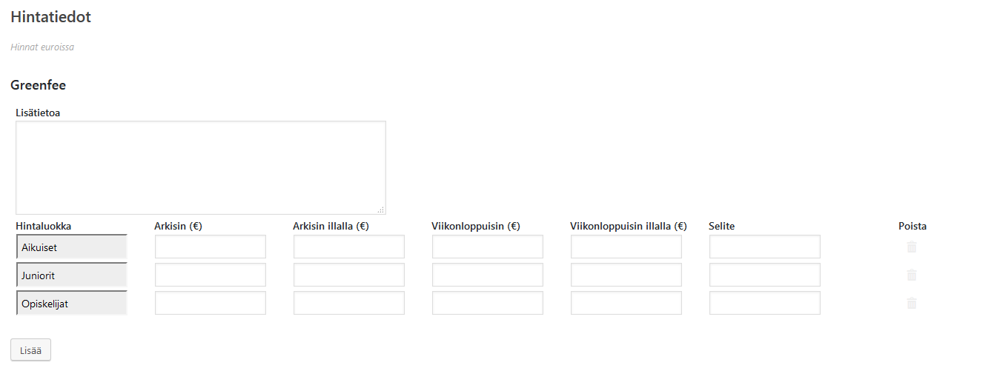 Hintatiedot
Hinnat euroissa
Greenfee
Lisätietoa
Hintaluokka Arkisin (€) Arkisin illalla (€) Viikonloppuisin (€) Viikonloppuisin illalla (€) Selite Poista
Aikuiset
Juniorit
Opiskelijat
Lisää